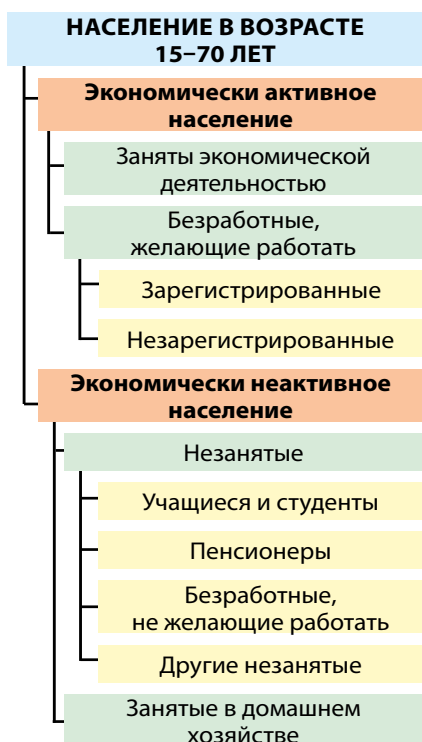 НАСЕЛЕНИЕ В ВОЗРАСТЕ
15–70 ЛЕТ
Экономически активное
население
Заняты экономической
деятельностью
Безработные,
желающие работать
Зарегистрированные
Незарегистрированные
Экономически неактивное
население
Незанятые
Учащиеся и студенты
Пенсионеры
Безработные,
не желающие работать
Другие незанятые
Занятые в домашнем
хозяйстве